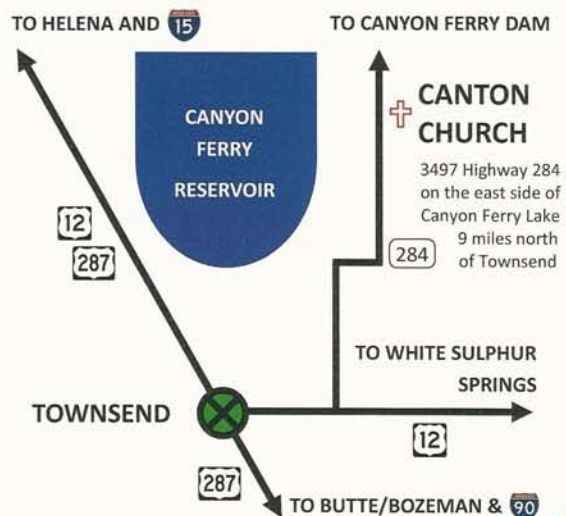 TO HELENA AND 15
TO CANYON FERRY DAM
CANYON
FERRY
RESERVOIR
CANTON
CHURCH
3497 Highway 284
on the east side of
Canyon Ferry Lake
9 miles north
of Townsend
12
287
284
TO WHITE SULPHUR
SPRINGS
TOWNSEND
12
287
TO BUTTE/BOZEMAN & 90